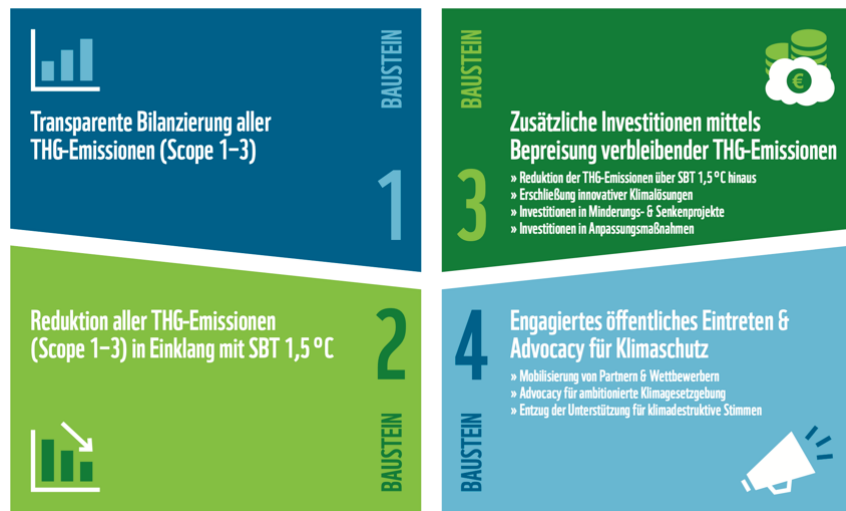 BAUSTEIN
1
Transparente Bilanzierung aller
THG-Emissionen (Scope 1–3)
Reduktion aller THG-Emissionen
(Scope 1–3) in Einklang mit SBT 1,5 °C
2
BAUSTEIN
BAUSTEIN
3
€
Zusätzliche Investitionen mittels
Bepreisung verbleibender THG-Emissionen
» Reduktion der THG-Emissionen über SBT 1,5 °C hinaus
» Erschließung innovativer Klimalösungen
» Investitionen in Minderungs- & Senkenprojekte
» Investitionen in Anpassungsmaßnahmen
4
BAUSTEIN
Engagiertes öffentliches Eintreten &
Advocacy für Klimaschutz
» Mobilisierung von Partnern & Wettbewerbern
» Advocacy für ambitionierte Klimagesetzgebung
» Entzug der Unterstützung für klimadestruktive Stimmen